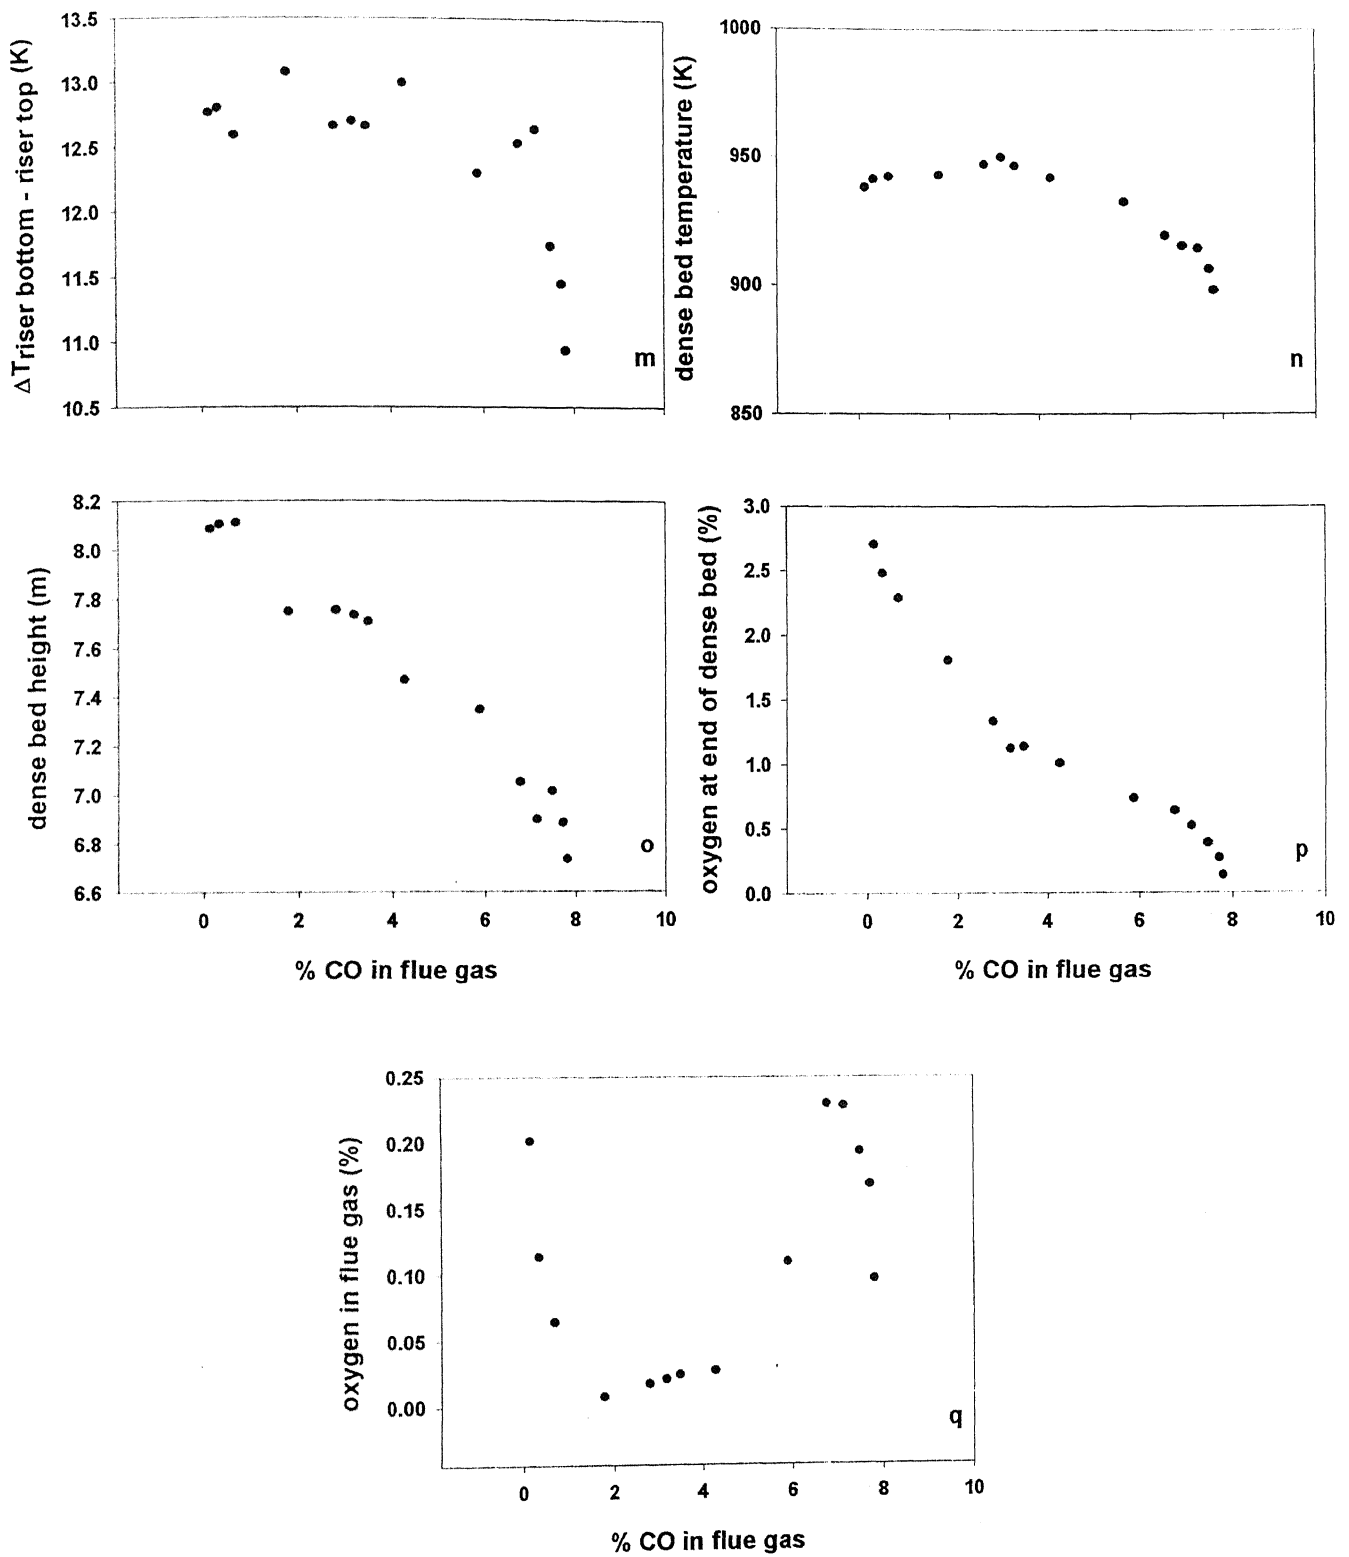 ΔTriser bottom - riser top (K)
13.5
13.0
12.5
12.0
11.5
11.0
10.5
m
dense bed temperature (K)
1000
950
900
850
n
dense bed height (m)
8.2
8.0
7.8
7.6
7.4
7.2
7.0
6.8
6.6
o
0 2 4 6 8 10
% CO in flue gas
oxygen at end of dense bed (%)
3.0
2.5
2.0
1.5
1.0
0.5
0.0
p
0 2 4 6 8 10
% CO in flue gas
oxygen in flue gas (%)
0.25
0.20
0.15
0.10
0.05
0.00
q
0 2 4 6 8 10
% CO in flue gas